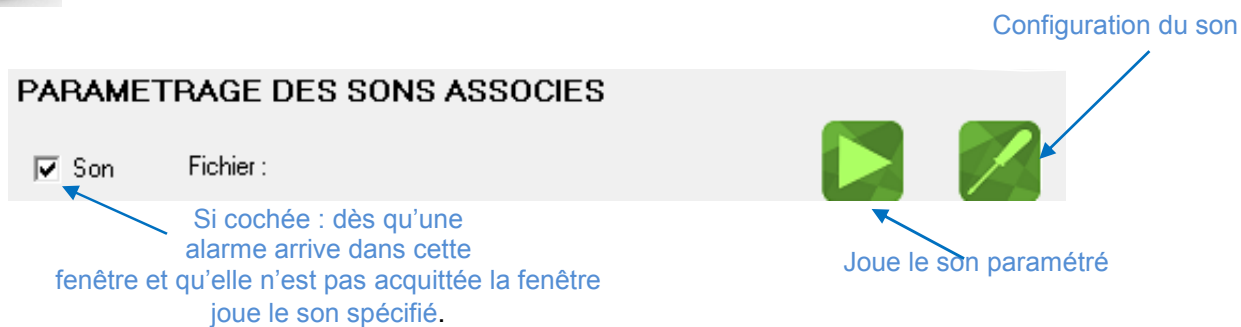 Configuration du son
PARAMETRAGE DES SONS ASSOCIES
Son Fichier :
Si cochée : dès qu'une
alarme arrive dans cette
fenêtre et qu'elle n'est pas acquittée la fenêtre
joue le son spécifié.
Joue le son paramétré